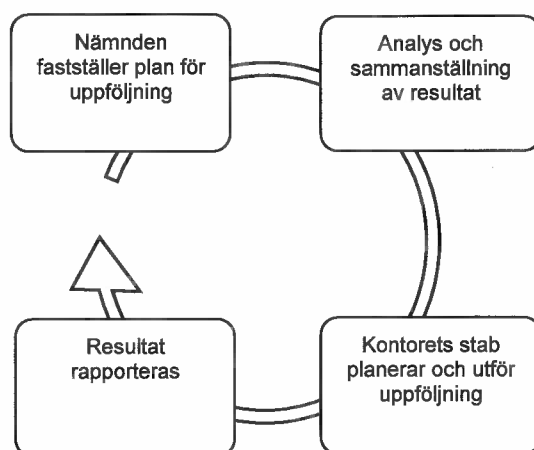 Nämnden
fastställer plan för
uppföljning
Analys och
sammanställning
av resultat
Resultat
rapporteras
Kontorets stab
planerar och utför
uppföljning